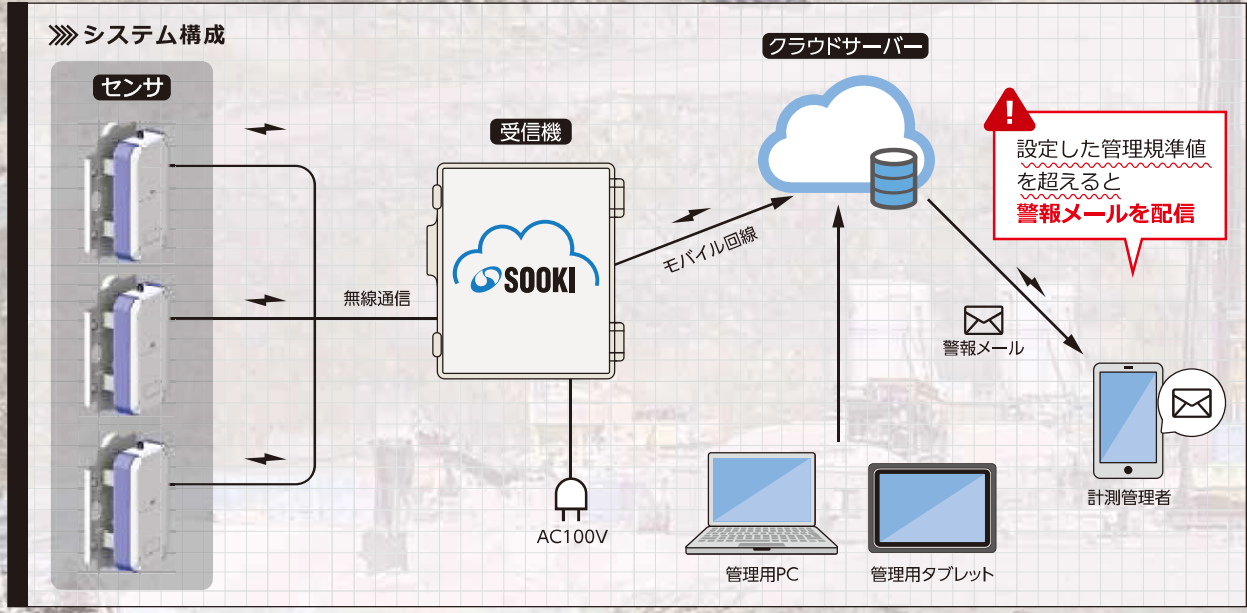 システム構成
センサ
クラウドサーバー
受信機
設定した管理規準値
を超えると
警報メールを配信
SOOKI
モバイル回線
無線通信
警報メール
AC100V
管理用PC
管理用タブレット
計測管理者